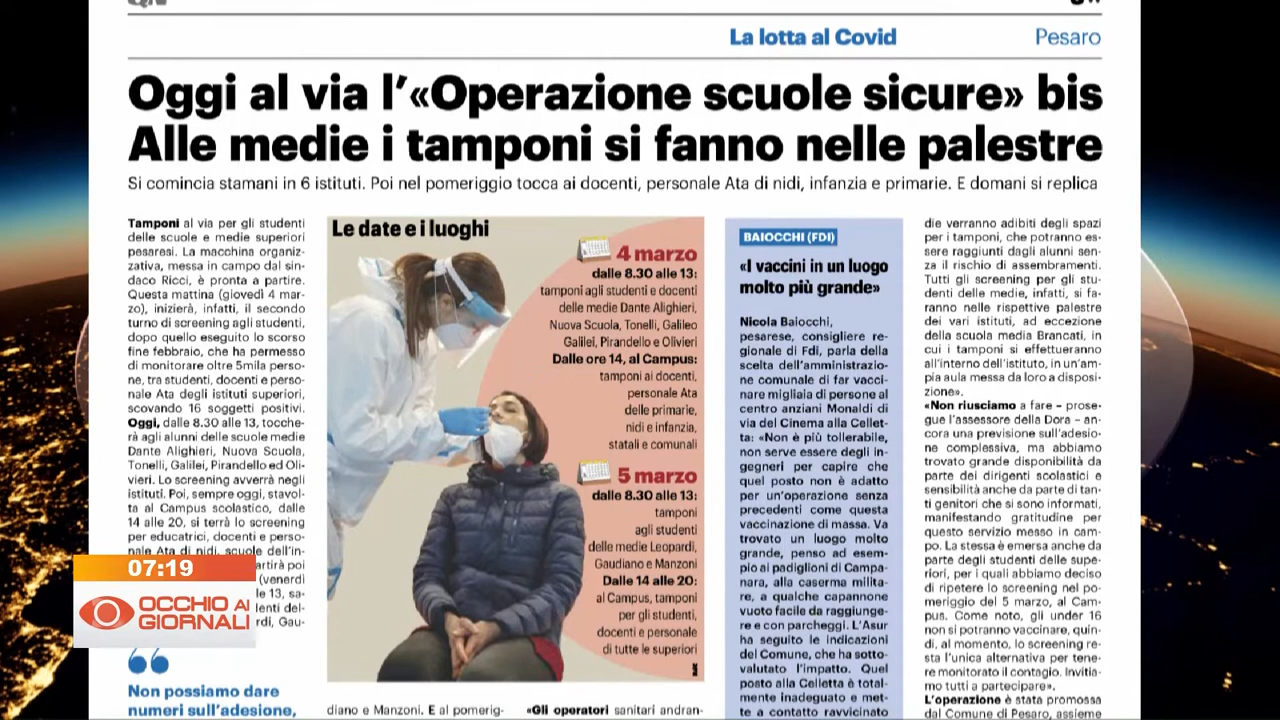 La lotta al Covid
Pesaro
Oggi al via l’«Operazione scuole sicure» bis
Alle medie i tamponi si fanno nelle palestre
Si comincia stamani in 6 istituti. Poi nel pomeriggio tocca ai docenti, personale Ata di nidi, infanzia e primarie. E domani si replica
Tamponi al via per gli studenti
delle scuole e medie superiori
pesaresi. La macchina organiz-
zativa, messa in campo dal sin-
daco Ricci, è pronta a partire.
Questa mattina (giovedì 4 mar-
zo), inizierà, infatti, il secondo
turno di screening agli studenti,
dopo quello eseguito lo scorso
fine febbraio, che ha permesso
di monitorare oltre 5mila perso-
ne, tra studenti, docenti e perso-
nale Ata degli istituti superiori,
scovando 16 soggetti positivi.
Oggi, dalle 8.30 alle 13, tocche-
rà agli alunni delle scuole medie
Dante Alighieri, Nuova Scuola,
Tonelli, Galilei, Pirandello ed Oli-
vieri. Lo screening avverrà negli
istituti. Poi, sempre oggi, stavol-
ta al Campus scolastico, dalle
14 alle 20, si terrà lo screening
per educatrici, docenti e perso-
nale Ata di nidi, scuole dell'in-
artirà poi
(venerdì
le 13, sa-
lenti del-
rdi, Gau-
Non possiamo dare
numeri sull'adesione,
Le date e i luoghi
4 marzo
dalle 8.30 alle 13:
tamponi agli studenti e docenti
delle medie Dante Alighieri,
Nuova Scuola, Tonelli, Galileo
Galilei, Pirandello e Olivieri
Dalle ore 14, al Campus:
tamponi ai docenti,
personale Ata
delle primarie,
nidi e infanzia,
statali e comunali
5 marzo
dalle 8.30 alle 13:
tamponi
agli studenti
delle medie Leopardi,
Gaudiano e Manzoni
Dalle 14 alle 20:
al Campus, tamponi
per gli studenti,
docenti e personale
di tutte le superiori
diano e Manzoni. E al pomerig-
«Gli operatori sanitari andran-
BAIOCCHI (FDI)
«I vaccini in un luogo
molto più grande»
Nicola Baiocchi,
pesarese, consigliere re-
gionale di Fdi, parla della
scelta dell'amministrazio-
ne comunale di far vacci-
nare migliaia di persone al
centro anziani Monaldi di
via del Cinema alla Cellet-
ta: «Non è più tollerabile,
non serve essere degli in-
gegneri per capire che
quel posto non è adatto
per un'operazione senza
precedenti come questa
vaccinazione di massa. Va
trovato un luogo molto
grande, penso ad esem-
pio ai padiglioni di Campa-
nara, alla caserma milita-
re, a qualche capannone
vuoto facile da raggiunge-
re e con parcheggi. L'Asur
ha seguito le indicazioni
del Comune, che ha sotto-
valutato l'impatto. Quel
posto alla Celletta è total-
mente inadeguato e met-
te a contatto ravvicinato
die verranno adibiti degli spazi
per i tamponi, che potranno es-
sere raggiunti dagli alunni sen-
za il rischio di assembramenti.
Tutti gli screening per gli stu-
denti delle medie, infatti, si fa-
ranno nelle rispettive palestre
dei vari istituti, ad eccezione
della scuola media Brancati, in
cui i tamponi si effettueranno
all'interno dell'istituto, in un'am-
pia aula messa da loro a disposi-
zione».
«Non riusciamo a fare – prose-
gue l'assessore della Dora – an-
cora una previsione sull'adesio-
ne complessiva, ma abbiamo
trovato grande disponibilità da
parte dei dirigenti scolastici e
sensibilità anche da parte di tan-
ti genitori che si sono informati,
manifestando gratitudine per
questo servizio messo in cam-
po. La stessa è emersa anche da
parte degli studenti delle supe-
riori, per i quali abbiamo deciso
di ripetere lo screening nel po-
meriggio del 5 marzo, al Cam-
pus. Come noto, gli under 16
non si potranno vaccinare, quin-
di, al momento, lo screening re-
sta l'unica alternativa per tene-
re monitorato il contagio. Invitia-
mo tutti a partecipare».
L'operazione è stata promossa
dal Comune di Pesaro, assieme
07:19
OCCHIO AI
GIORNALI